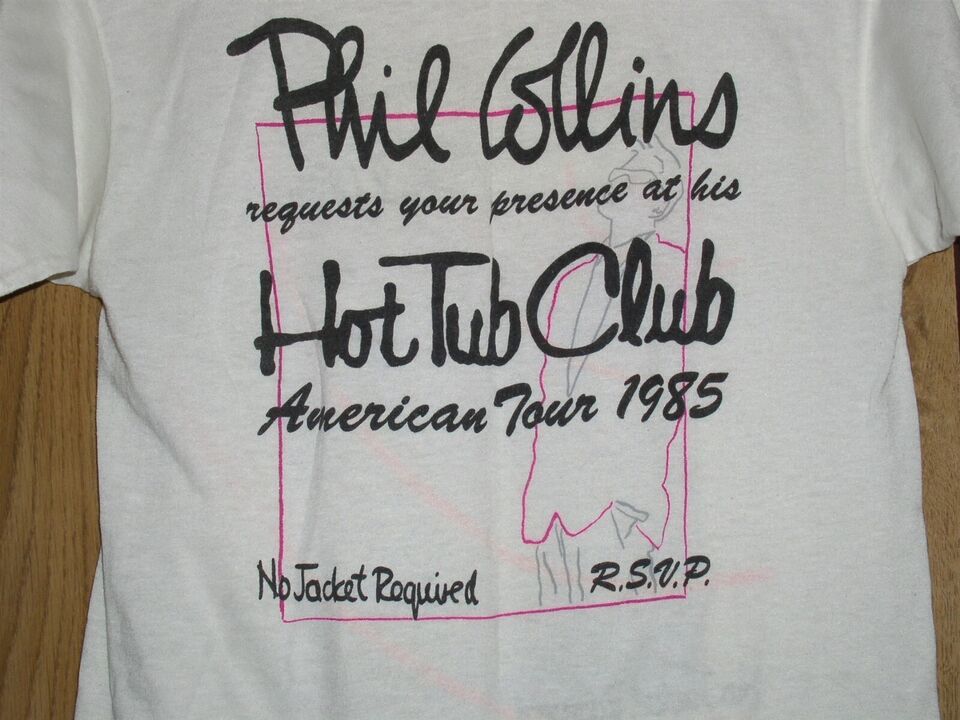 Phil Collins
requests your presence at his
Hot Tub Club
American Tour 1985
No Jacket Required
R.S.V.P.